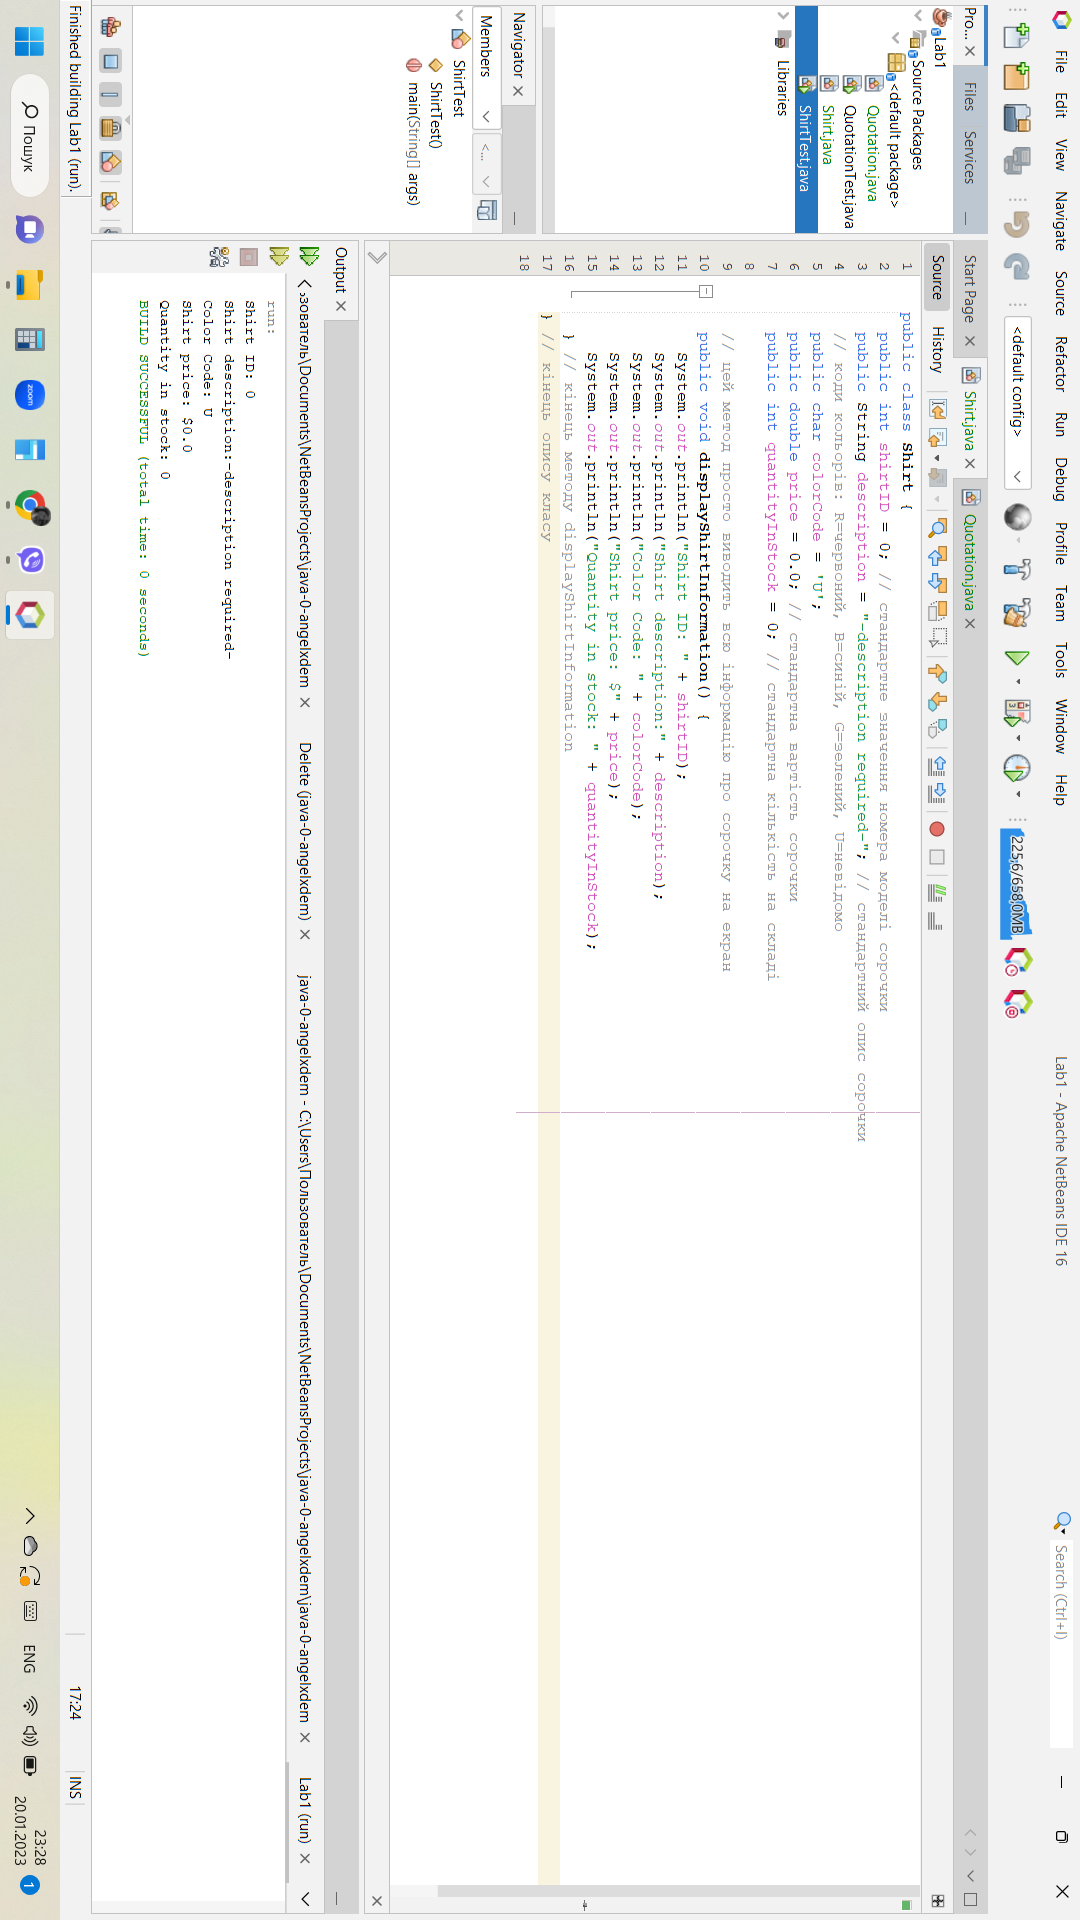 File Edit View Navigate Source Refactor Run Debug Profile Team Tools Window Help
Lab1 - Apache NetBeans IDE 16
Search (Ctrl+I)
<default config>
225,6/658,0MB
Pro... Files Services
Lab1
Source Packages
<default package>
Quotation.java
QuotationTest.java
Shirt.java
ShirtTest.java
Libraries
Navigator
Members
<...
ShirtTest
ShirtTest()
main(String[] args)
Start Page Shirt.java Quotation.java
Source History
1 public class Shirt {
2 public int shirtID = 0; // стандартне значення номера моделі сорочки
3 public String description = "-description required-"; // стандартний опис сорочки
4 // коди кольорів: R=червоний, B=синій, G=зелений, U=невідомо
5 public char colorCode = 'U';
6 public double price = 0.0; // стандартна вартість сорочки
7 public int quantityInStock = 0; // стандартна кількість на складі
8
9 // цей метод просто виводить всю інформацію про сорочку на екран
10 public void displayShirtInformation() {
11 System.out.println("Shirt ID: " + shirtID);
12 System.out.println("Shirt description:" + description);
13 System.out.println("Color Code: " + colorCode);
14 System.out.println("Shirt price: $" + price);
15 System.out.println("Quantity in stock: " + quantityInStock);
16 } // кінець методу displayShirtInformation
17 } // кінець опису класу
18
Output
зователь\Documents\NetBeansProjects\java-0-angelxdem Delete (java-0-angelxdem) java-0-angelxdem - C:\Users\Пользователь\Documents\NetBeansProjects\java-0-angelxdem\java-0-angelxdem Lab1 (run)
run:
Shirt ID: 0
Shirt description:-description required-
Color Code: U
Shirt price: $0.0
Quantity in stock: 0
BUILD SUCCESSFUL (total time: 0 seconds)
Finished building Lab1 (run).
17:24 INS
Пошук
zoom
ENG
23:28
20.01.2023
1